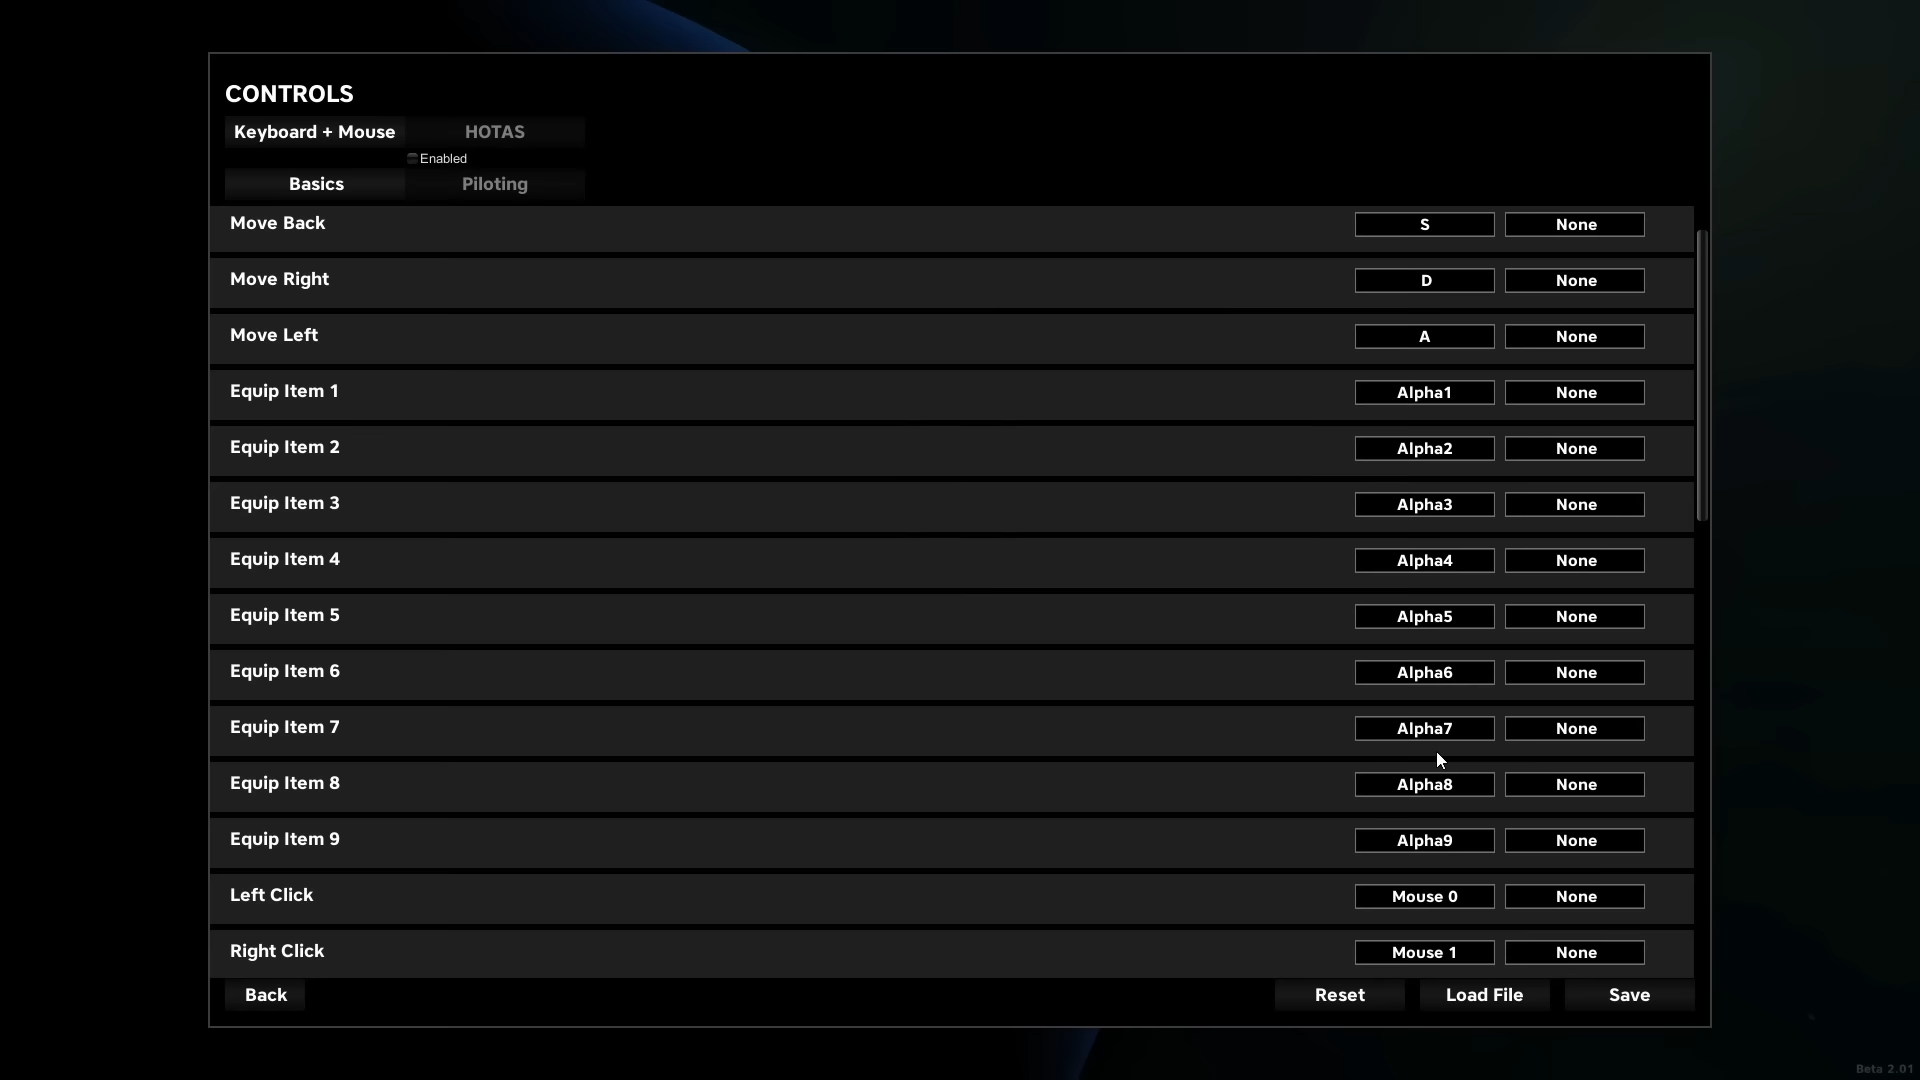 CONTROLS
Keyboard + Mouse HOTAS
Enabled
Basics Piloting
Move Back S None
Move Right D None
Move Left A None
Equip Item 1 Alpha1 None
Equip Item 2 Alpha2 None
Equip Item 3 Alpha3 None
Equip Item 4 Alpha4 None
Equip Item 5 Alpha5 None
Equip Item 6 Alpha6 None
Equip Item 7 Alpha7 None
Equip Item 8 Alpha8 None
Equip Item 9 Alpha9 None
Left Click Mouse 0 None
Right Click Mouse 1 None
Back Reset Load File Save
Beta 2.01